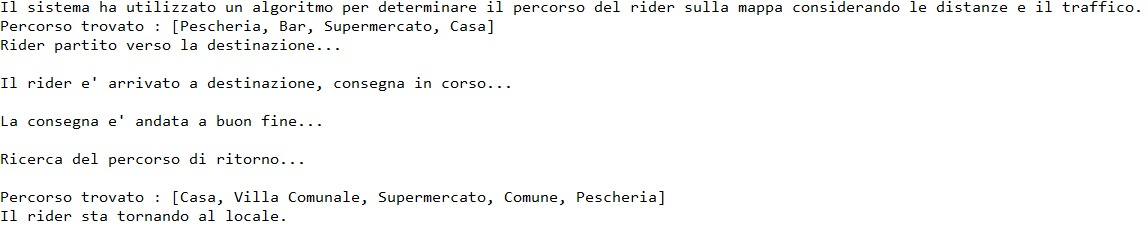 Il sistema ha utilizzato un algoritmo per determinare il percorso del rider sulla mappa considerando le distanze e il traffico.
Percorso trovato : [Pescheria, Bar, Supermercato, Casa]
Rider partito verso la destinazione...
Il rider e' arrivato a destinazione, consegna in corso...
La consegna e' andata a buon fine...
Ricerca del percorso di ritorno...
Percorso trovato : [Casa, Villa Comunale, Supermercato, Comune, Pescheria]
Il rider sta tornando al locale.